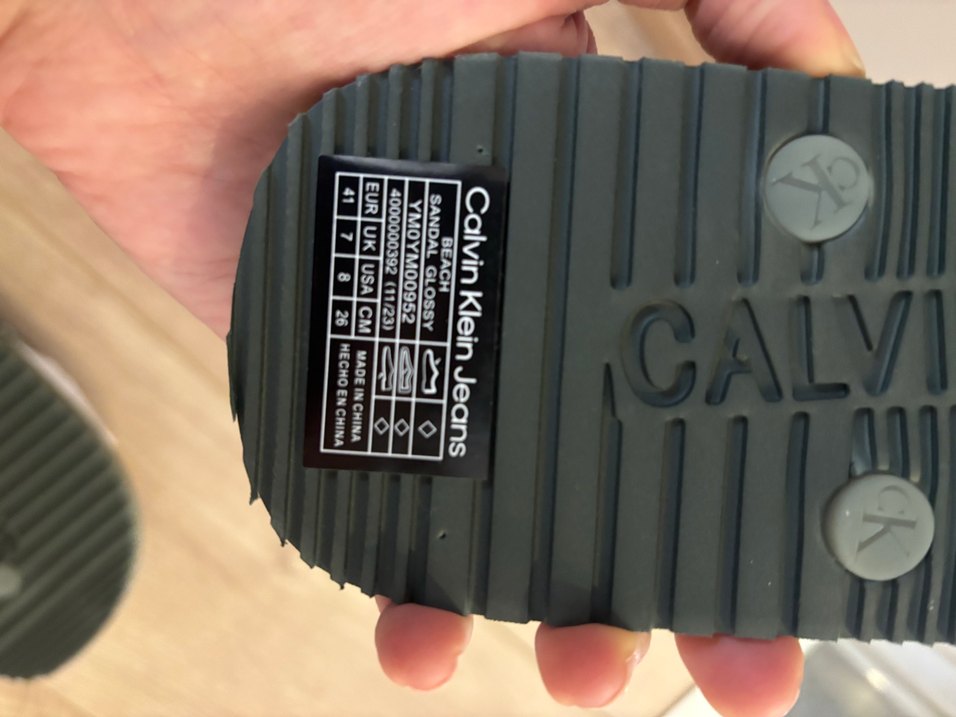 Calvin Klein Jeans
BEACH
SANDAL GLOSSY
YM0YM00952
4000000392 (11/23)
EUR UK USA CM
41 7 8 26
MADE IN CHINA
HECHO EN CHINA
CK
CALVI
CK